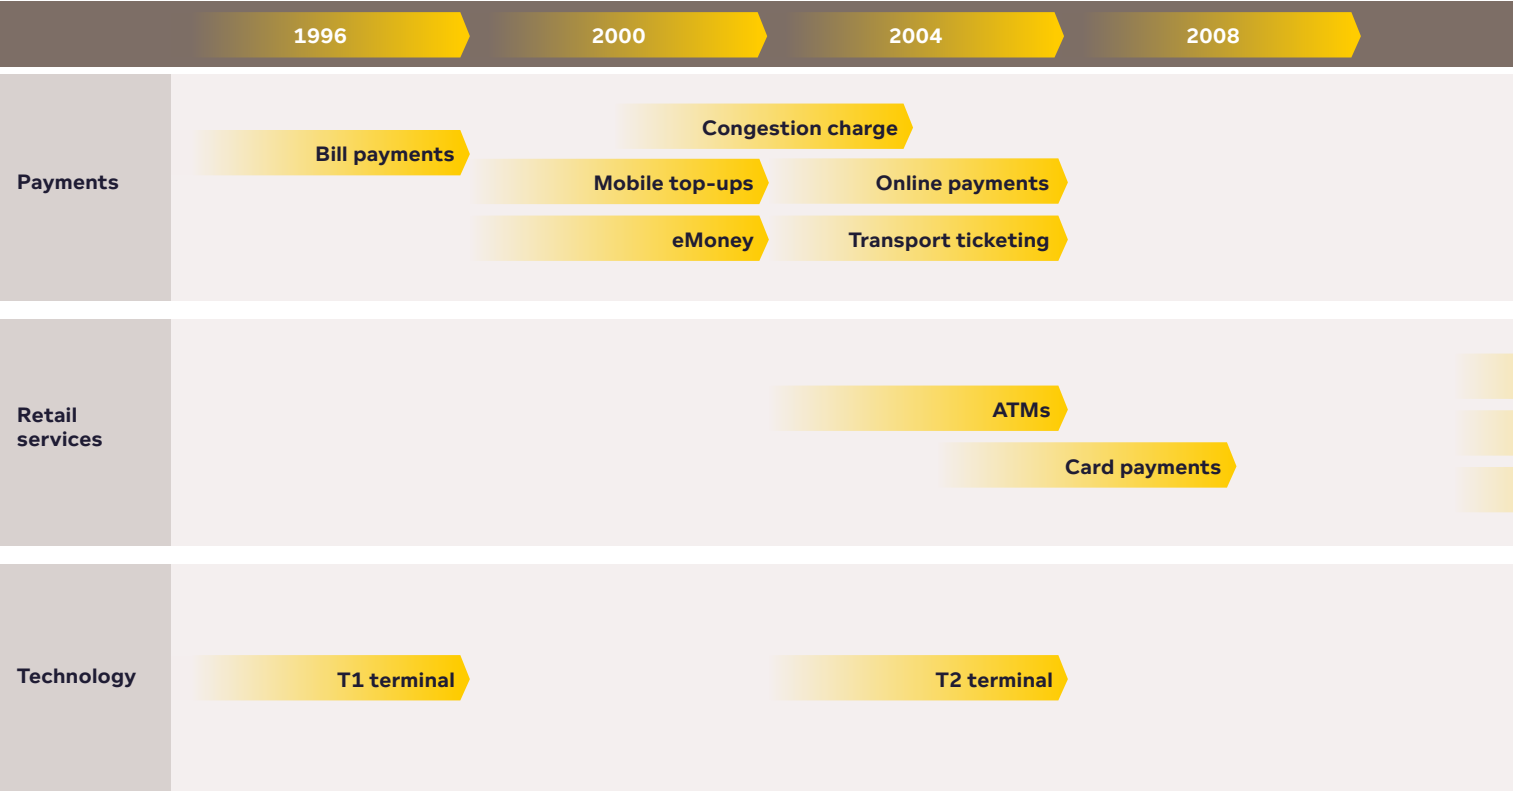 1996
2000
2004
2008
Payments
Congestion charge
Bill payments
Mobile top-ups
Online payments
eMoney
Transport ticketing
Retail
services
ATMs
Card payments
Technology
T1 terminal
T2 terminal